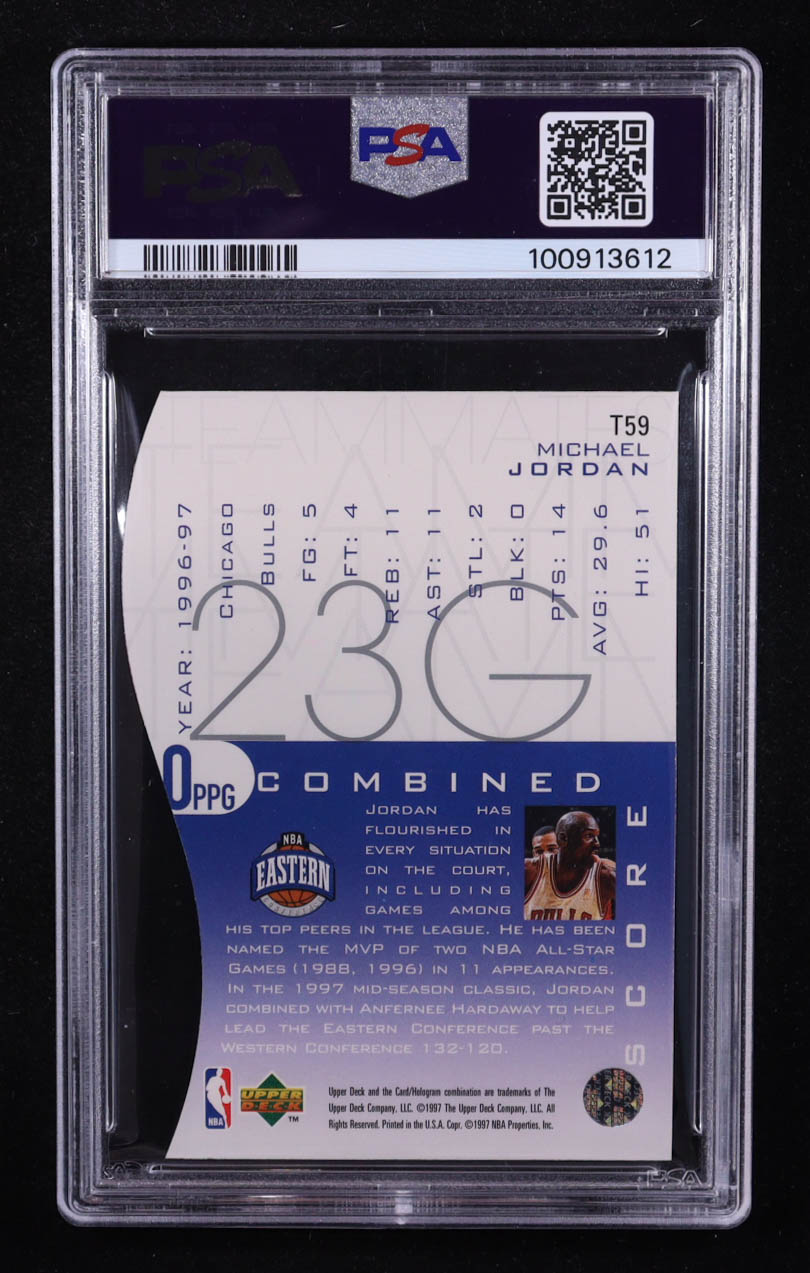 PSA
PSA
100913612
TEAMMATES
T59
MICHAEL
JORDAN
YEAR: 1996-97
CHICAGO
BULLS
FG: 5
FT: 4
REB: 11
AST: 11
STL: 2
BLK: 0
PTS: 14
AVG: 29.6
HI: 51
23G
0PPG
COMBINED
SCORE
JORDAN HAS
FLOURISHED IN
EVERY SITUATION
ON THE COURT,
INCLUDING
GAMES AMONG
HIS TOP PEERS IN THE LEAGUE. HE HAS BEEN
NAMED THE MVP OF TWO NBA ALL-STAR
GAMES (1988, 1996) IN 11 APPEARANCES.
IN THE 1997 MID-SEASON CLASSIC, JORDAN
COMBINED WITH ANFERNEE HARDAWAY TO HELP
LEAD THE EASTERN CONFERENCE PAST THE
WESTERN CONFERENCE 132-120.
NBA
EASTERN
BULLS
NBA
UPPER
DECK
TM
Upper Deck and the Card/Hologram combination are trademarks of The
Upper Deck Company, LLC. ©1997 The Upper Deck Company, LLC. All
Rights Reserved. Printed in the U.S.A. Copr. ©1997 NBA Properties, Inc.
PSA